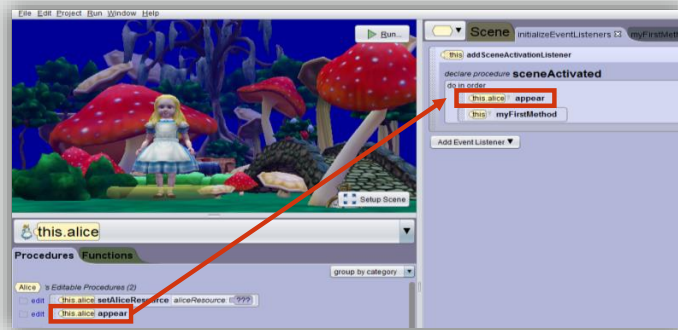 File Edit Project Run Window Help
Run...
Setup Scene
this.alice
Procedures Functions
group by category
Alice 's Editable Procedures (2)
edit this.alice setAliceResource aliceResource: ???
edit this.alice appear
Scene initializeEventListeners myFirstMeth
this addSceneActivationListener
declare procedure sceneActivated
do in order
this.alice appear
this myFirstMethod
Add Event Listener